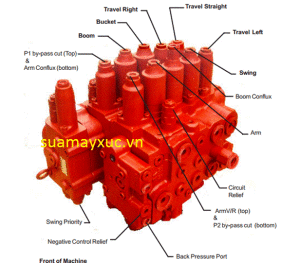 Travel Right
Travel Straight
Bucket
Travel Left
Boom
P1 by-pass cut (Top)
&
Arm Conflux (bottom)
Swing
Boom Conflux
suamayxuc.vn
Arm
Circuit
Relief
ArmV/R (top)
&
P2 by-pass cut (bottom)
Swing Priority
Negative Control Relief
Back Pressure Port
Front of Machine